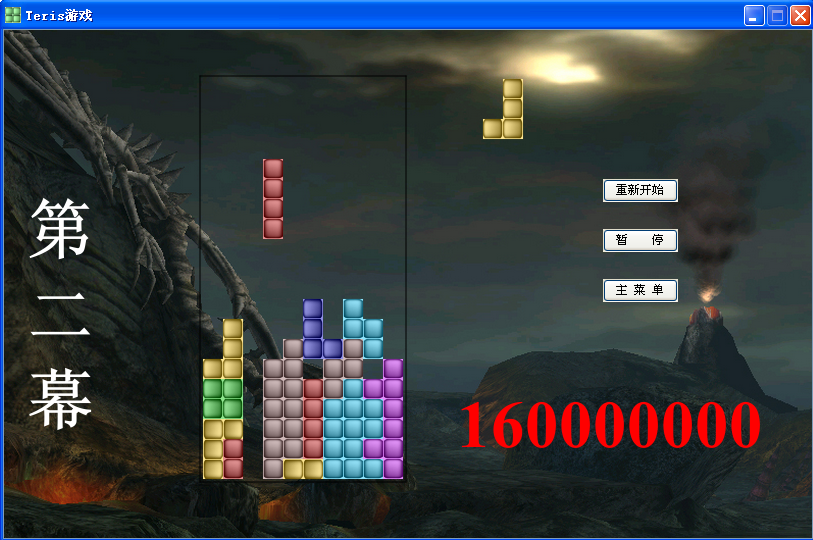 Teris游戏
第
二
幕
重新开始
暂 停
主 菜 单
160000000